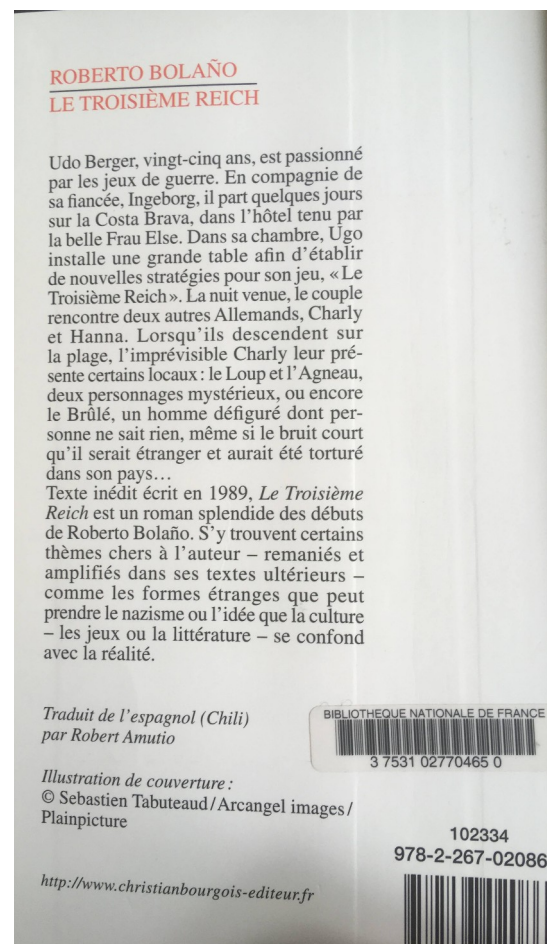 ROBERTO BOLAÑO
LE TROISIÈME REICH
Udo Berger, vingt-cinq ans, est passionné
par les jeux de guerre. En compagnie de
sa fiancée, Ingeborg, il part quelques jours
sur la Costa Brava, dans l'hôtel tenu par
la belle Frau Else. Dans sa chambre, Ugo
installe une grande table afin d'établir
de nouvelles stratégies pour son jeu, « Le
Troisième Reich ». La nuit venue, le couple
rencontre deux autres Allemands, Charly
et Hanna. Lorsqu'ils descendent sur
la plage, l'imprévisible Charly leur pré-
sente certains locaux : le Loup et l'Agneau,
deux personnages mystérieux, ou encore
le Brûlé, un homme défiguré dont per-
sonne ne sait rien, même si le bruit court
qu'il serait étranger et aurait été torturé
dans son pays…
Texte inédit écrit en 1989, Le Troisième
Reich est un roman splendide des débuts
de Roberto Bolaño. S'y trouvent certains
thèmes chers à l'auteur – remaniés et
amplifiés dans ses textes ultérieurs –
comme les formes étranges que peut
prendre le nazisme ou l'idée que la culture
– les jeux ou la littérature – se confond
avec la réalité.
Traduit de l'espagnol (Chili)
par Robert Amutio
BIBLIOTHEQUE NATIONALE DE FRANCE
3 7531 02770465 0
Illustration de couverture :
© Sebastien Tabuteaud / Arcangel images /
Plainpicture
102334
978-2-267-02086
http://www.christianbourgois-editeur.fr